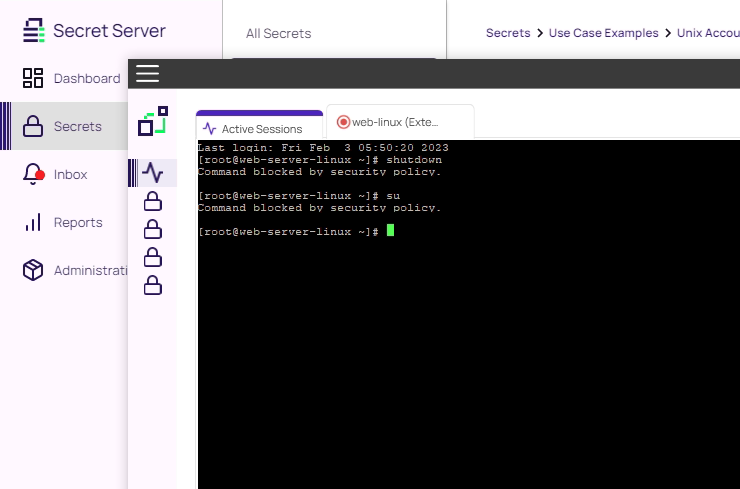 Secret Server
All Secrets
Secrets > Use Case Examples > Unix Accou
Dashboard
Secrets
Inbox
Reports
Administrati
Active Sessions
web-linux (Exte...
Last login: Fri Feb  3 05:50:20 2023
[root@web-server-linux ~]# shutdown
Command blocked by security policy.
[root@web-server-linux ~]# su
Command blocked by security policy.
[root@web-server-linux ~]#